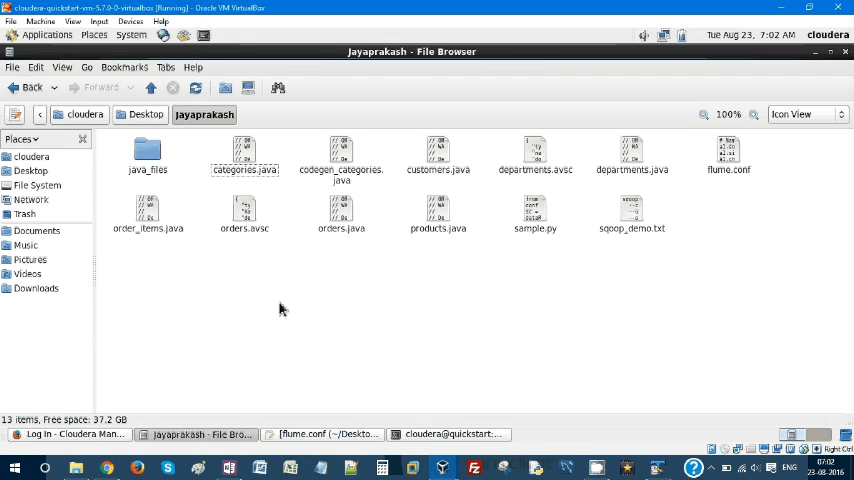 cloudera-quickstart-vm-5.7.0-0-virtualbox [Running] - Oracle VM VirtualBox
File Machine View Input Devices Help
Applications Places System Tue Aug 23, 7:02 AM cloudera
Jayaprakash - File Browser
File Edit View Go Bookmarks Tabs Help
Back Forward
cloudera Desktop Jayaprakash 100% Icon View
Places
cloudera
Desktop
File System
Network
Trash
Documents
Music
Pictures
Videos
Downloads
java_files categories.java codegen_categories.java customers.java departments.avsc departments.java flume.conf
order_items.java orders.avsc orders.java products.java sample.py sqoop_demo.txt
13 items, Free space: 37.2 GB
Log In - Cloudera Man... Jayaprakash - File Bro... [flume.conf (~/Deskto... cloudera@quickstart:...
Right Ctrl
ENG 07:02
23-08-2016